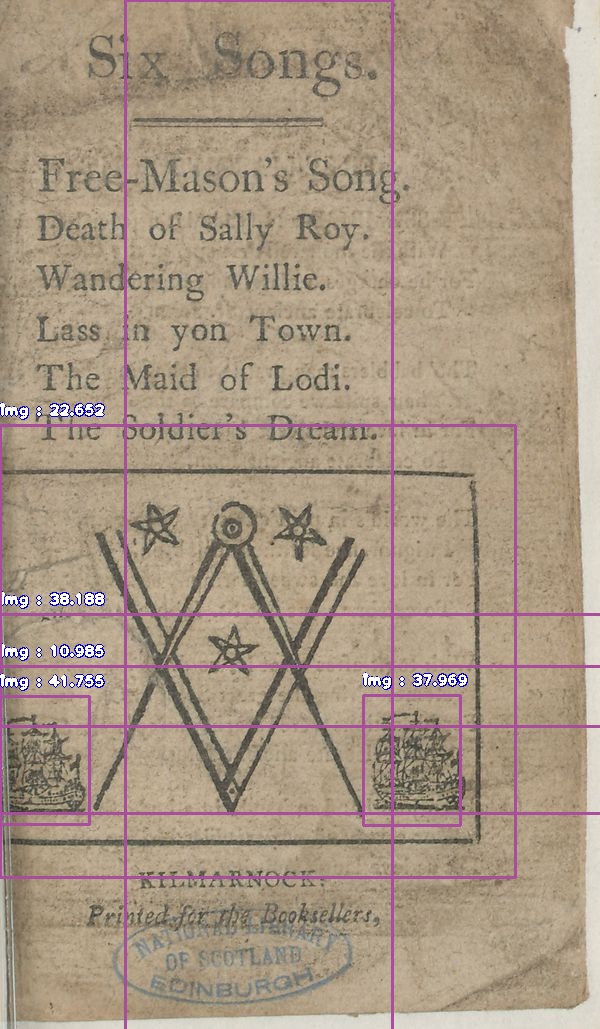 Six Songs.
Free-Mason's Song.
Death of Sally Roy.
Wandering Willie.
Lass in yon Town.
The Maid of Lodi.
Img : 22.652
The Soldier's Dream.
Img : 38.188
Img : 10.985
Img : 41.755
Img : 37.969
KILMARNOCK:
Printed for the Booksellers,
NATIONAL LIBRARY
OF SCOTLAND
EDINBURGH